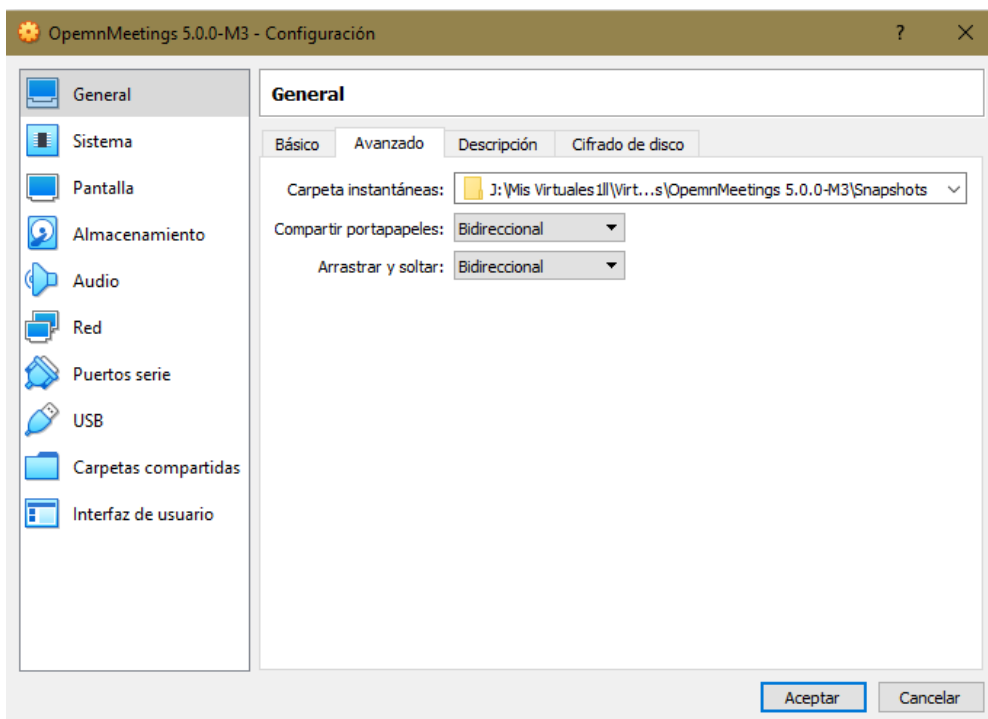 OpemnMeetings 5.0.0-M3 - Configuración
?
General
Sistema
Pantalla
Almacenamiento
Audio
Red
Puertos serie
USB
Carpetas compartidas
Interfaz de usuario
General
Básico Avanzado Descripción Cifrado de disco
Carpeta instantáneas: J:\Mis Virtuales1ll\Virt...s\OpemnMeetings 5.0.0-M3\Snapshots
Compartir portapapeles: Bidireccional
Arrastrar y soltar: Bidireccional
Aceptar Cancelar